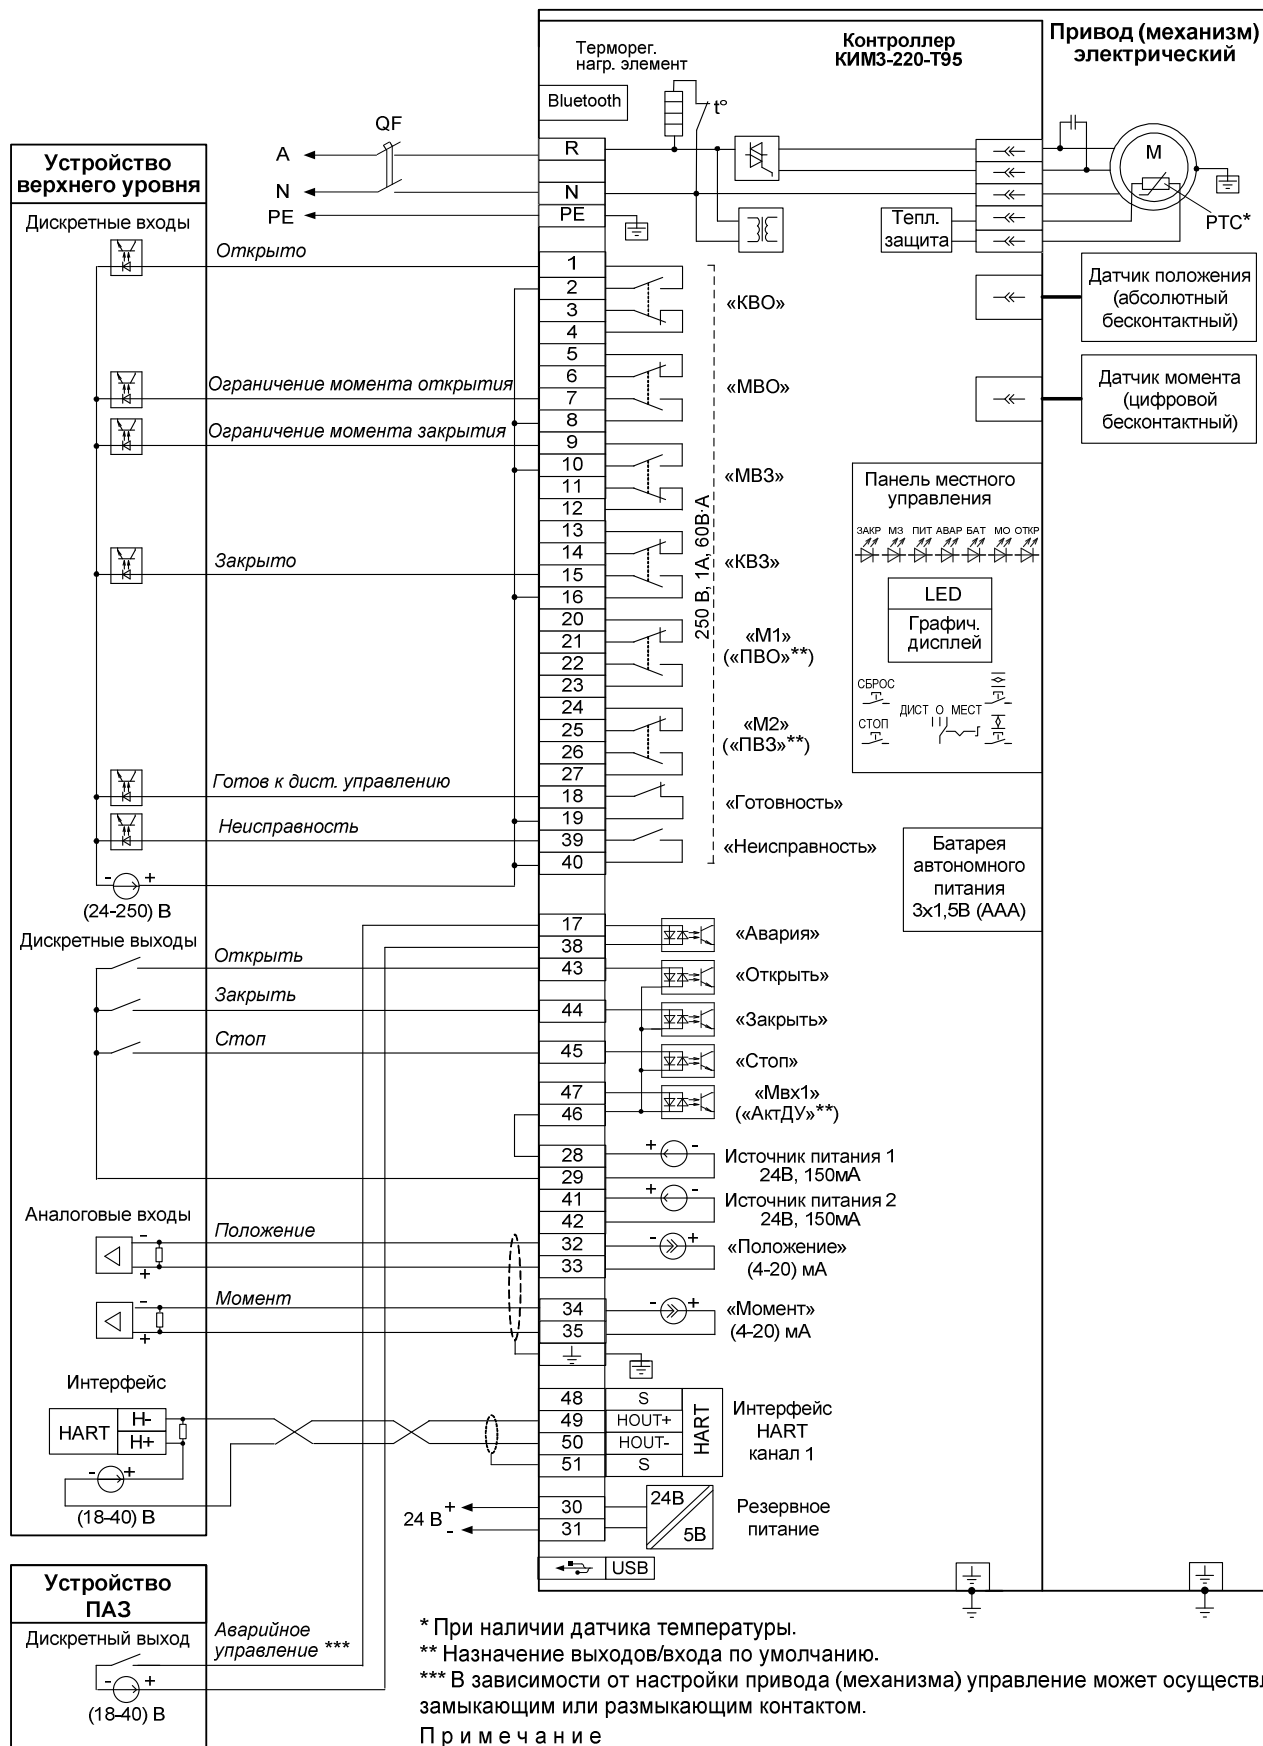 Привод (механизм)
электрический
Контроллер
КИМ3-220-Т95
Терморег.
нагр. элемент
Bluetooth
t°
QF
A
N
PE
R
N
PE
M
PTC*
Тепл.
защита
Устройство
верхнего уровня
Дискретные входы
Открыто
Ограничение момента открытия
Ограничение момента закрытия
Закрыто
Готов к дист. управлению
Неисправность
- +
(24-250) В
1
2
3
4
5
6
7
8
9
10
11
12
13
14
15
16
20
21
22
23
24
25
26
27
18
19
39
40
«КВО»
«МВО»
«МВЗ»
«КВЗ»
«М1»
(«ПВО»**)
«М2»
(«ПВЗ»**)
«Готовность»
«Неисправность»
250 В, 1А, 60В·А
Датчик положения
(абсолютный
бесконтактный)
Датчик момента
(цифровой
бесконтактный)
Панель местного
управления
ЗАКР МЗ ПИТ АВАР БАТ МО ОТКР
LED
Графич.
дисплей
СБРОС
СТОП
ДИСТ О МЕСТ
Батарея
автономного
питания
3х1,5В (ААА)
Дискретные выходы
Открыть
Закрыть
Стоп
17
38
43
44
45
47
46
28
29
41
42
32
33
34
35
«Авария»
«Открыть»
«Закрыть»
«Стоп»
«Мвх1»
(«АктДУ»**)
+ -
Источник питания 1
24В, 150мА
+ -
Источник питания 2
24В, 150мА
- +
«Положение»
(4-20) мА
- +
«Момент»
(4-20) мА
Аналоговые входы
Положение
-
+
Момент
-
+
Интерфейс
HART
H-
H+
- +
(18-40) В
48
49
50
51
S
HOUT+
HOUT-
S
HART
Интерфейс
HART
канал 1
24 В
+
-
30
31
24В
5В
Резервное
питание
USB
Устройство
ПАЗ
Дискретный выход
Аварийное
управление ***
- +
(18-40) В
* При наличии датчика температуры.
** Назначение выходов/входа по умолчанию.
*** В зависимости от настройки привода (механизма) управление может осуществл
замыкающим или размыкающим контактом.
П р и м е ч а н и е